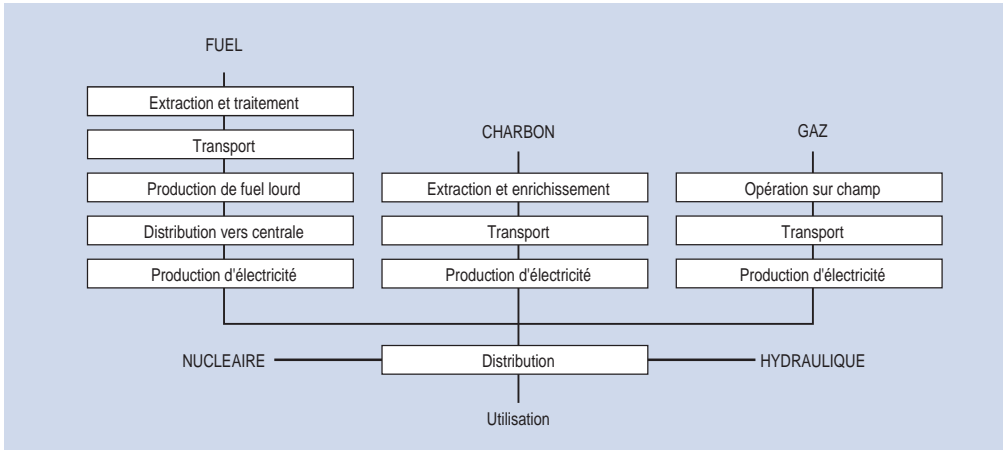 FUEL
Extraction et traitement
Transport
Production de fuel lourd
Distribution vers centrale
Production d'électricité
CHARBON
Extraction et enrichissement
Transport
Production d'électricité
GAZ
Opération sur champ
Transport
Production d'électricité
NUCLEAIRE
Distribution
HYDRAULIQUE
Utilisation